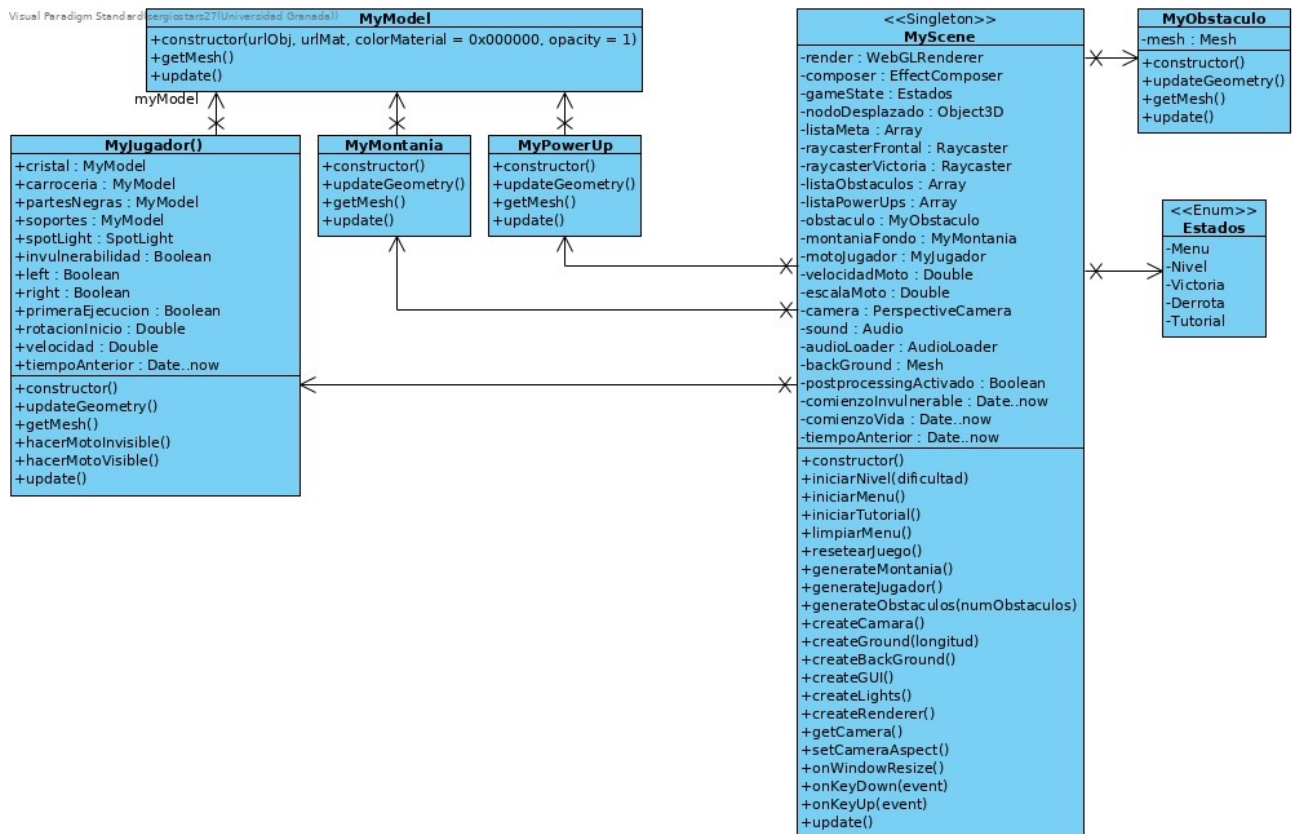 Visual Paradigm Standard(sergiostars27(Universidad Granada))
MyModel
+constructor(urlObj, urlMat, colorMaterial = 0x000000, opacity = 1)
+getMesh()
+update()
myModel
MyJugador()
+cristal : MyModel
+carroceria : MyModel
+partesNegras : MyModel
+soportes : MyModel
+spotLight : SpotLight
+invulnerabilidad : Boolean
+left : Boolean
+right : Boolean
+primeraEjecucion : Boolean
+rotacionInicio : Double
+velocidad : Double
+tiempoAnterior : Date..now
+constructor()
+updateGeometry()
+getMesh()
+hacerMotoInvisible()
+hacerMotoVisible()
+update()
MyMontania
+constructor()
+updateGeometry()
+getMesh()
+update()
MyPowerUp
+constructor()
+updateGeometry()
+getMesh()
+update()
<<Singleton>>
MyScene
-render : WebGLRenderer
-composer : EffectComposer
-gameState : Estados
-nodoDesplazado : Object3D
-listaMeta : Array
-raycasterFrontal : Raycaster
-raycasterVictoria : Raycaster
-listaObstaculos : Array
-listaPowerUps : Array
-obstaculo : MyObstaculo
-montaniaFondo : MyMontania
-motoJugador : MyJugador
-velocidadMoto : Double
-escalaMoto : Double
-camera : PerspectiveCamera
-sound : Audio
-audioLoader : AudioLoader
-backGround : Mesh
-postprocessingActivado : Boolean
-comienzoInvulnerable : Date..now
-comienzoVida : Date..now
-tiempoAnterior : Date..now
+constructor()
+iniciarNivel(dificultad)
+iniciarMenu()
+iniciarTutorial()
+limpiarMenu()
+resetearJuego()
+generateMontania()
+generateJugador()
+generateObstaculos(numObstaculos)
+createCamara()
+createGround(longitud)
+createBackGround()
+createGUI()
+createLights()
+createRenderer()
+getCamera()
+setCameraAspect()
+onWindowResize()
+onKeyDown(event)
+onKeyUp(event)
+update()
MyObstaculo
-mesh : Mesh
+constructor()
+updateGeometry()
+getMesh()
+update()
<<Enum>>
Estados
-Menu
-Nivel
-Victoria
-Derrota
-Tutorial